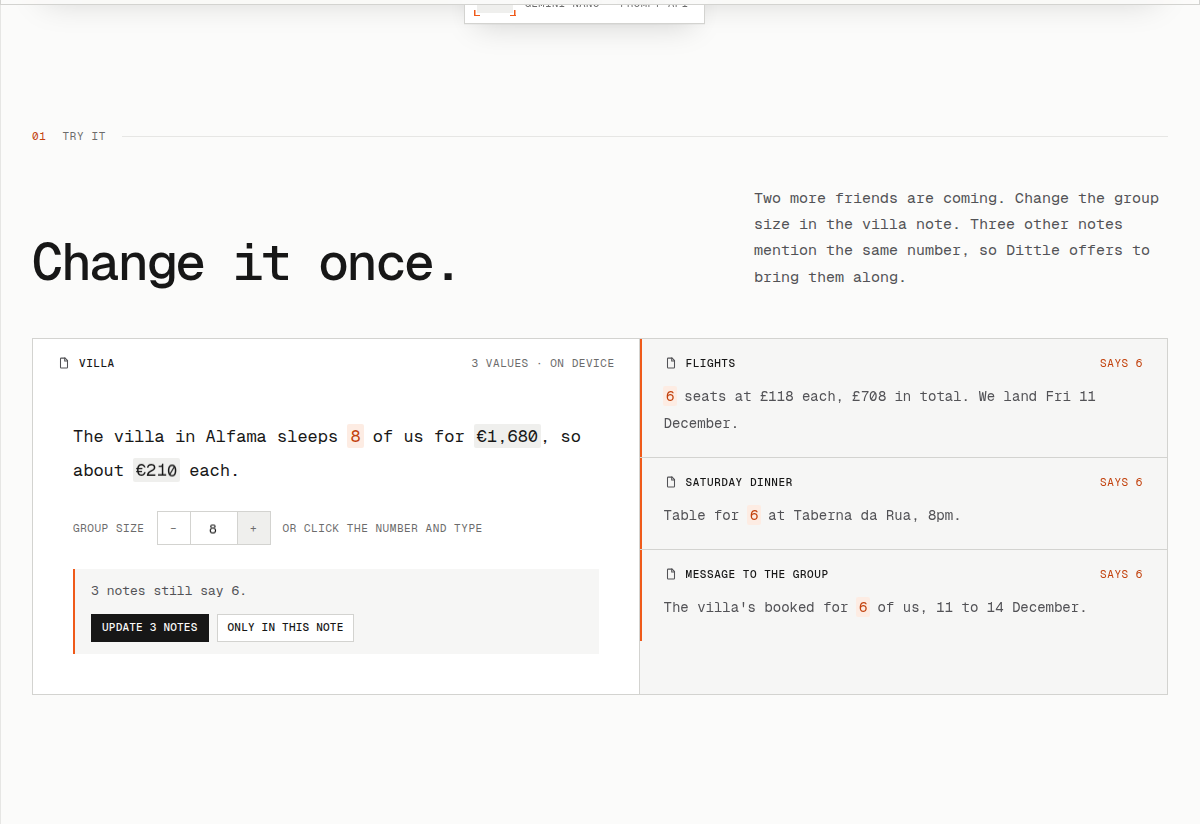 01 TRY IT
Change it once.
Two more friends are coming. Change the group
size in the villa note. Three other notes
mention the same number, so Dittle offers to
bring them along.
VILLA
3 VALUES · ON DEVICE
The villa in Alfama sleeps 8 of us for €1,680, so
about €210 each.
GROUP SIZE − 8 + OR CLICK THE NUMBER AND TYPE
3 notes still say 6.
UPDATE 3 NOTES ONLY IN THIS NOTE
FLIGHTS SAYS 6
6 seats at £118 each, £708 in total. We land Fri 11
December.
SATURDAY DINNER SAYS 6
Table for 6 at Taberna da Rua, 8pm.
MESSAGE TO THE GROUP SAYS 6
The villa's booked for 6 of us, 11 to 14 December.